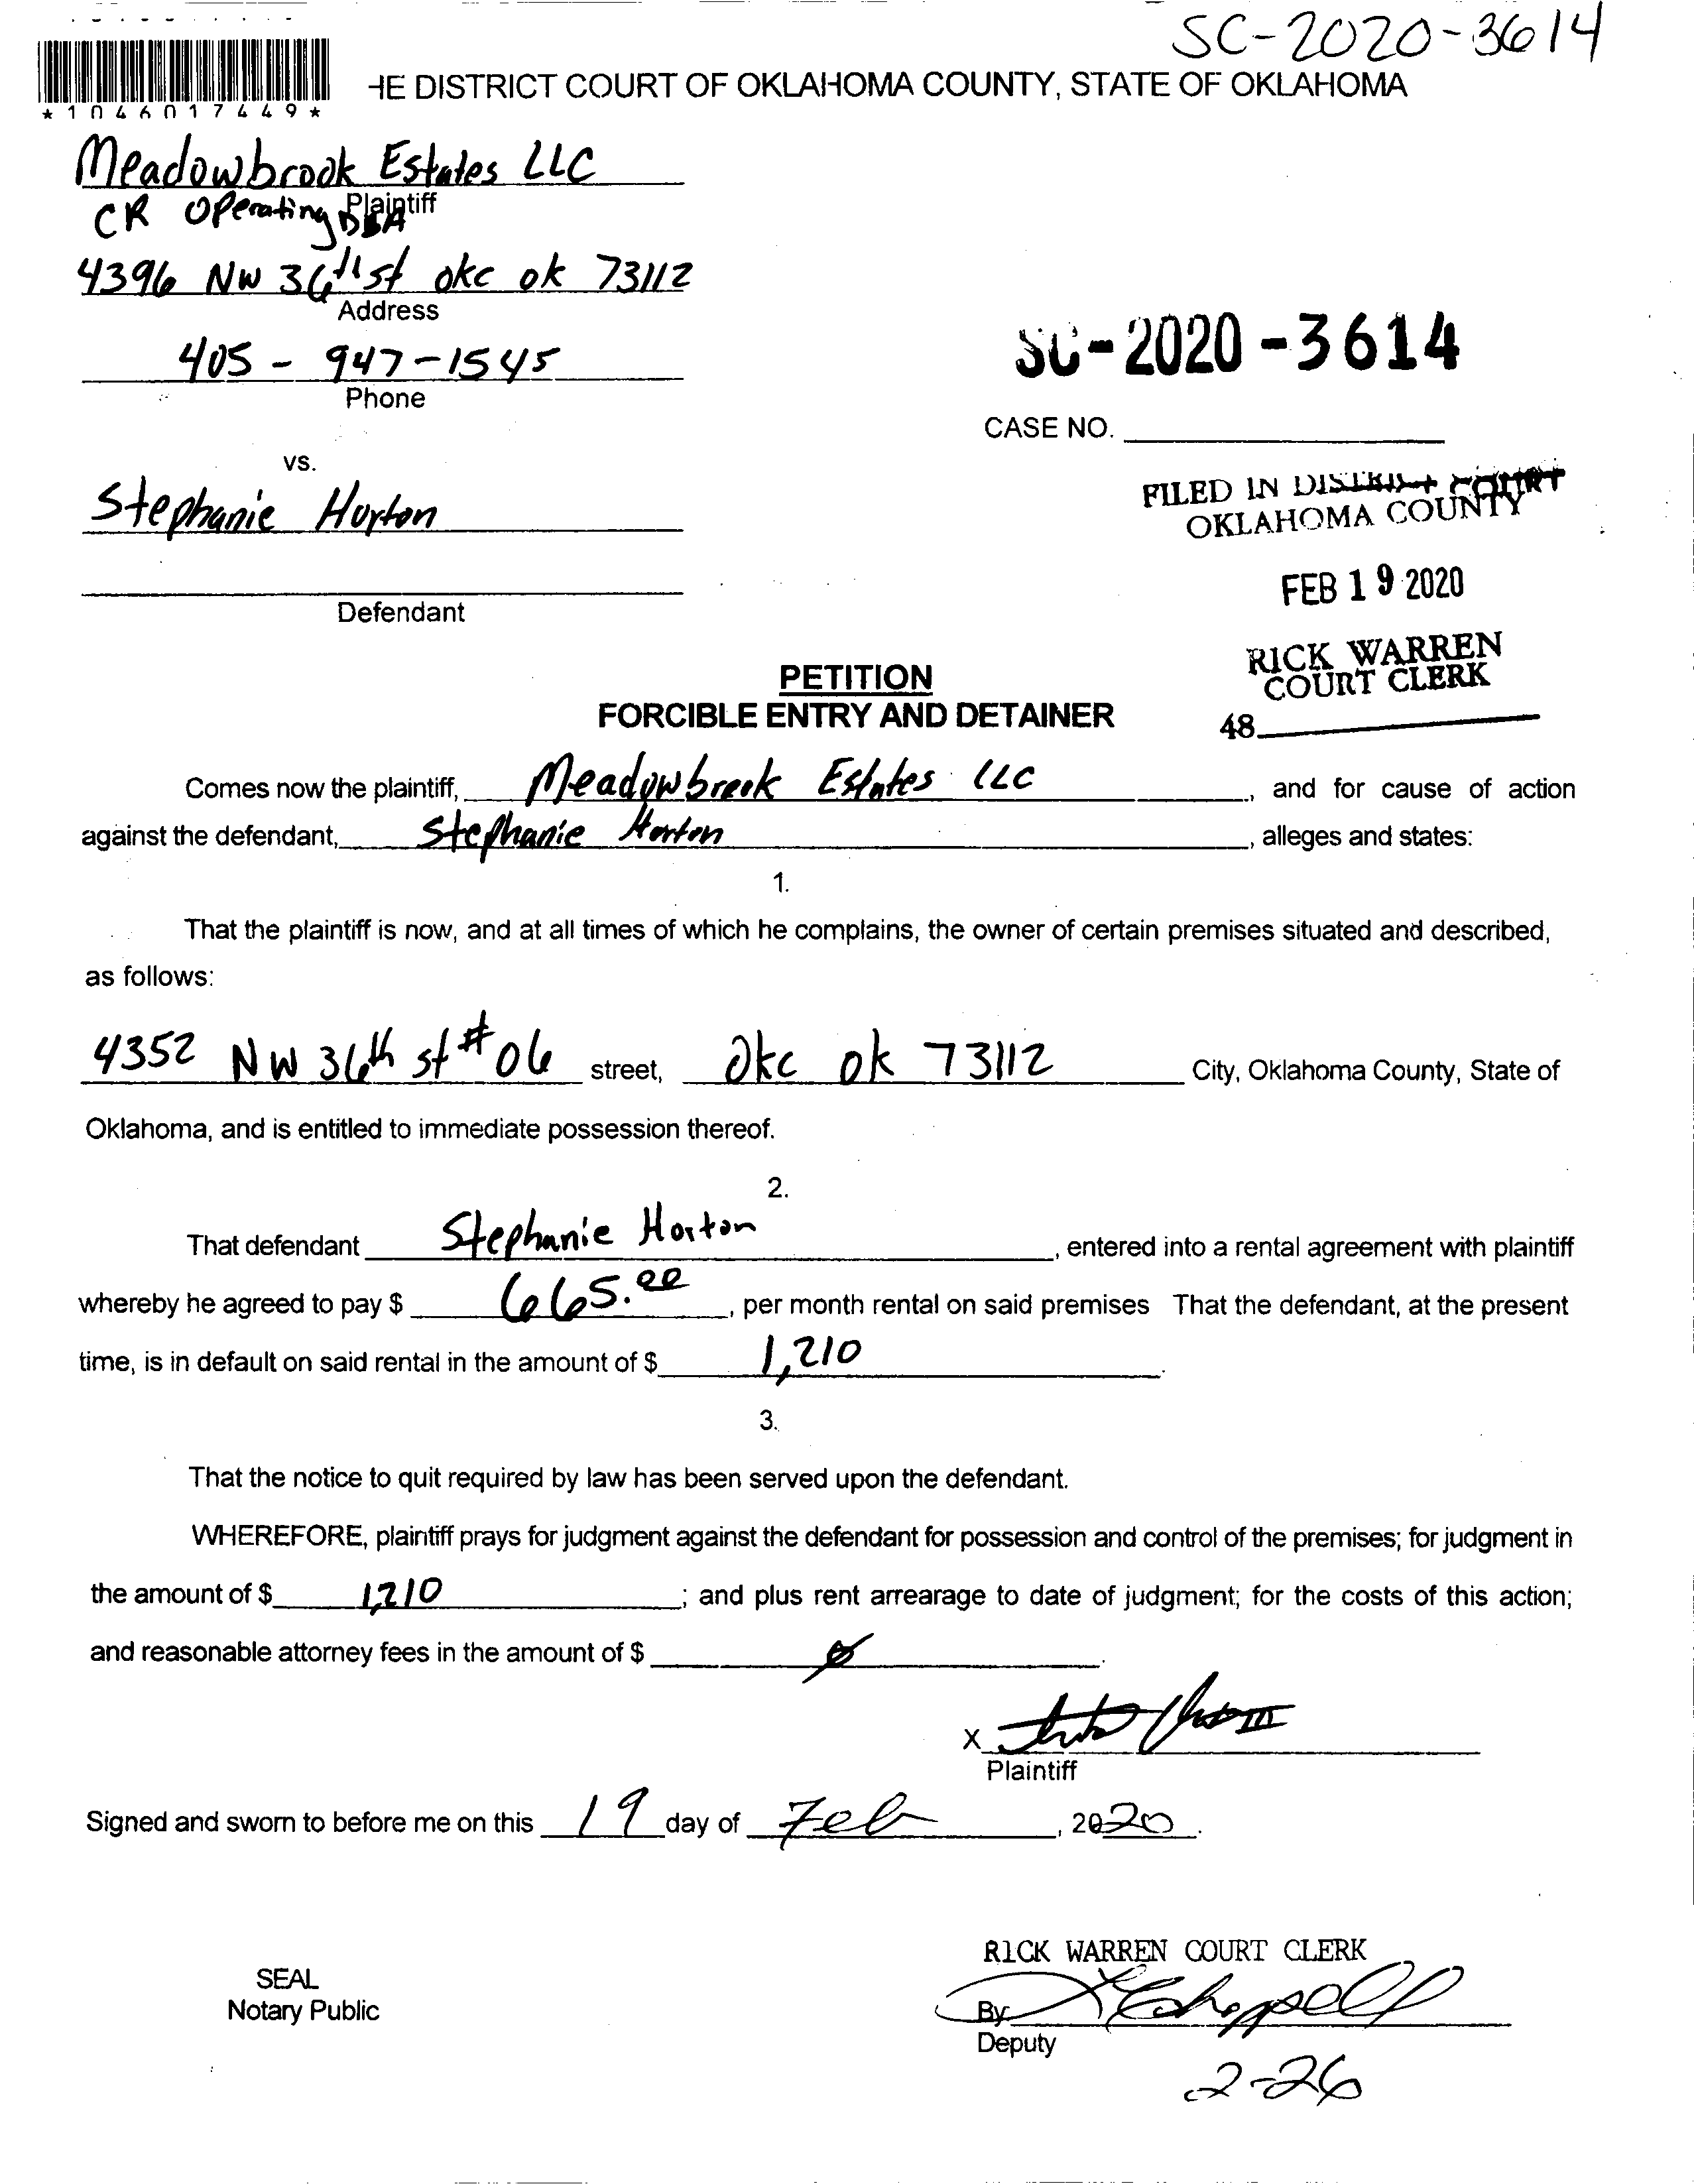 SC-2020-3614
HE DISTRICT COURT OF OKLAHOMA COUNTY, STATE OF OKLAHOMA
*1046017449*
Meadowbrook Estates LLC
Plaintiff
CR Operating DBA
4396 NW 36th st okc ok 73112
Address
405-947-1545
Phone
SC-2020-3614
CASE NO.
vs.
Stephanie Horton
Defendant
FILED IN DISTRICT COURT
OKLAHOMA COUNTY
FEB 19 2020
RICK WARREN
COURT CLERK
48
PETITION
FORCIBLE ENTRY AND DETAINER
Comes now the plaintiff, Meadowbrook Estates LLC, and for cause of action
against the defendant, Stephanie Horton, alleges and states:
1.
That the plaintiff is now, and at all times of which he complains, the owner of certain premises situated and described,
as follows:
4352 NW 36th st #06 street, Okc ok 73112 City, Oklahoma County, State of
Oklahoma, and is entitled to immediate possession thereof.
2.
That defendant Stephanie Horton, entered into a rental agreement with plaintiff
whereby he agreed to pay $ 665.00, per month rental on said premises That the defendant, at the present
time, is in default on said rental in the amount of $ 1,210.
3.
That the notice to quit required by law has been served upon the defendant.
WHEREFORE, plaintiff prays for judgment against the defendant for possession and control of the premises; for judgment in
the amount of $ 1,210; and plus rent arrearage to date of judgment; for the costs of this action;
and reasonable attorney fees in the amount of $ Ø.
X
Plaintiff
Signed and sworn to before me on this 19 day of Feb, 2020.
RICK WARREN COURT CLERK
SEAL
Notary Public
By
Deputy
2-26